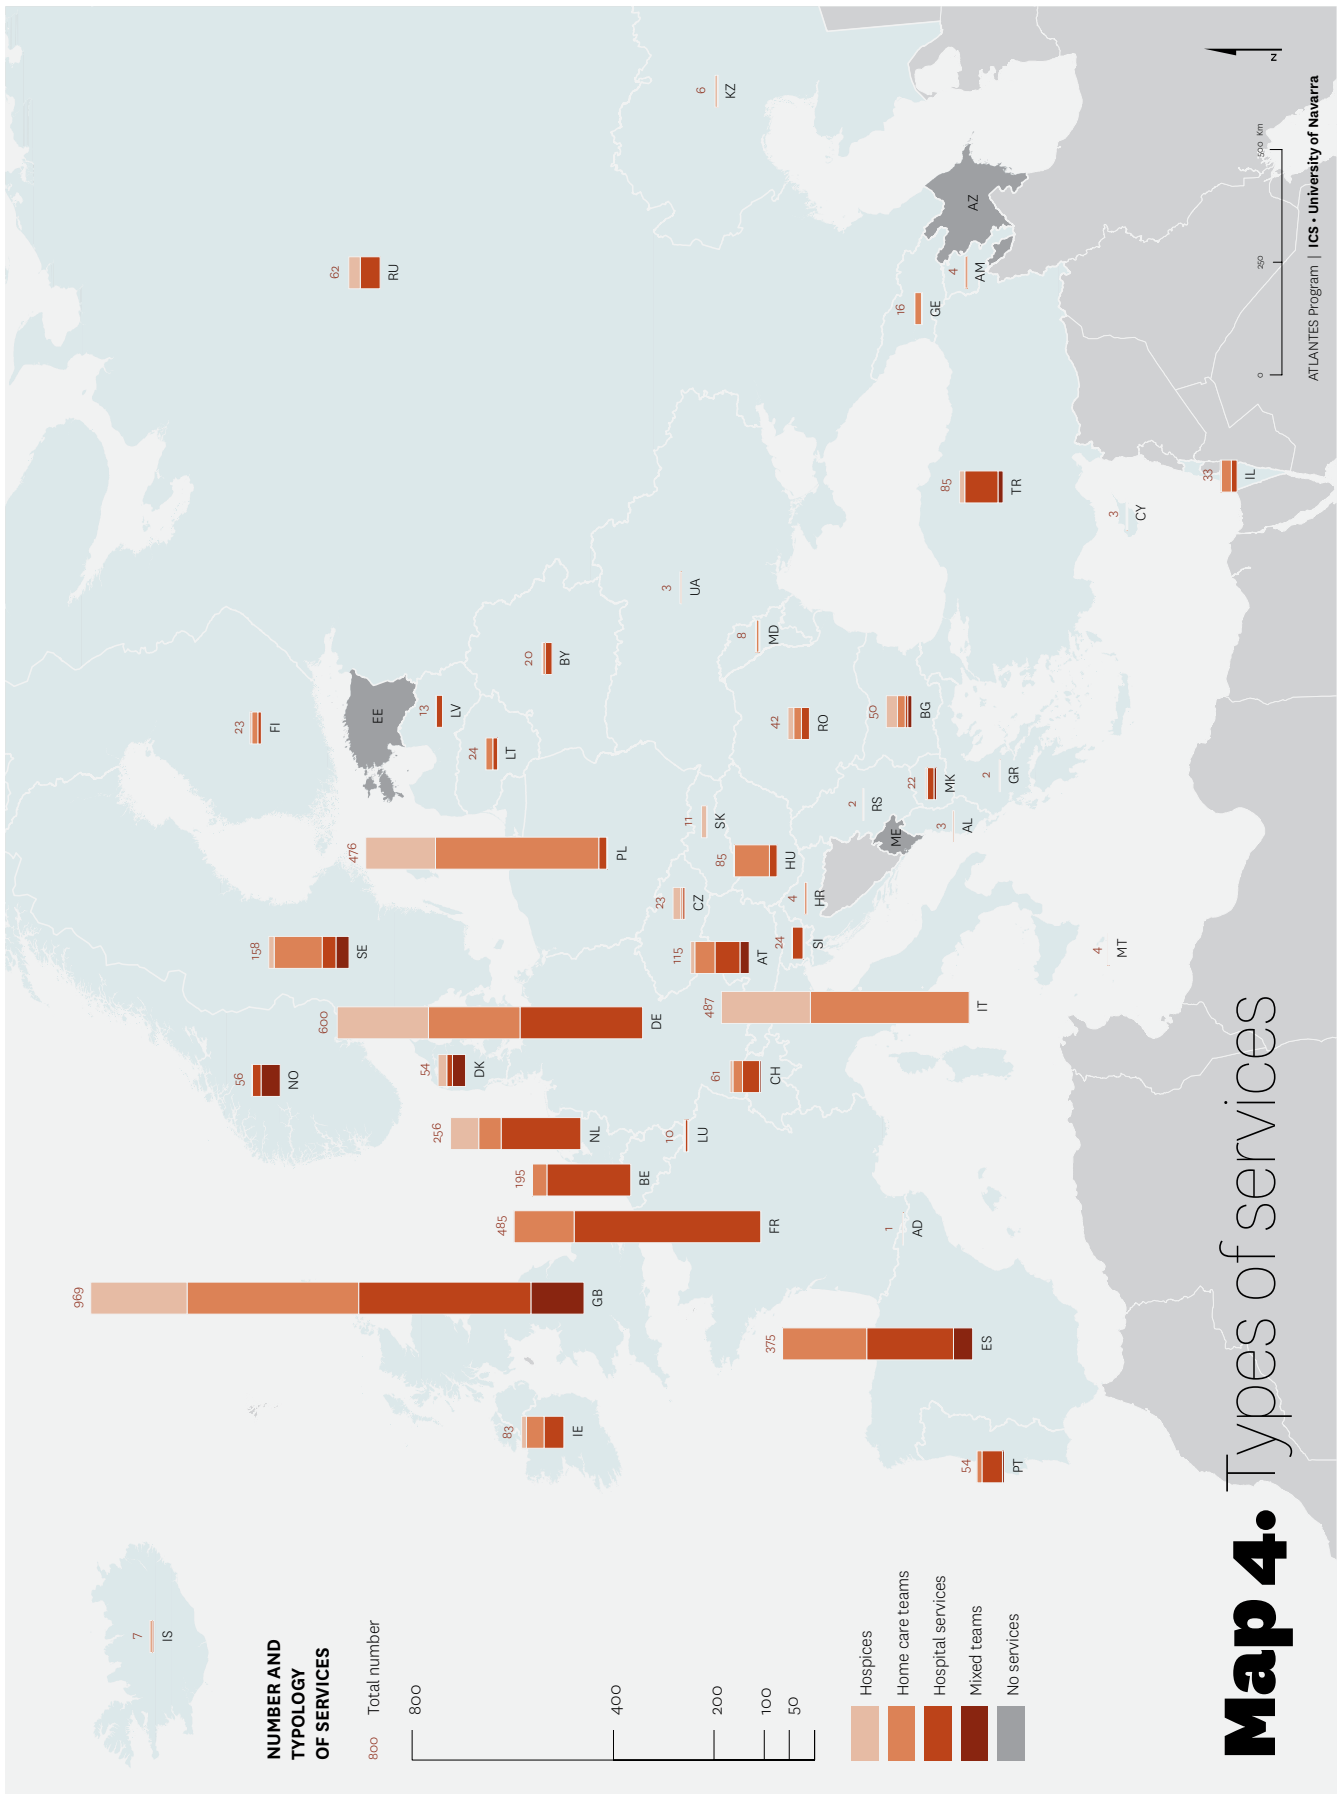 Map 4. Types of services
NUMBER AND
TYPOLOGY
OF SERVICES
800 Total number
800
400
200
100
50
Hospices
Home care teams
Hospital services
Mixed teams
No services
7
IS
83
IE
54
PT
969
GB
375
ES
485
FR
1
AD
195
BE
256
NL
10
LU
56
NO
54
DK
61
CH
600
DE
487
IT
158
SE
115
AT
24
SI
4
MT
476
PL
23
CZ
4
HR
85
HU
11
SK
ME
2
RS
3
AL
22
MK
2
GR
23
FI
EE
13
LV
24
LT
20
BY
42
RO
50
BG
8
MD
3
UA
85
TR
3
CY
33
IL
62
RU
16
GE
4
AM
AZ
6
KZ
0
250
500 Km
N
ATLANTES Program | ICS • University of Navarra